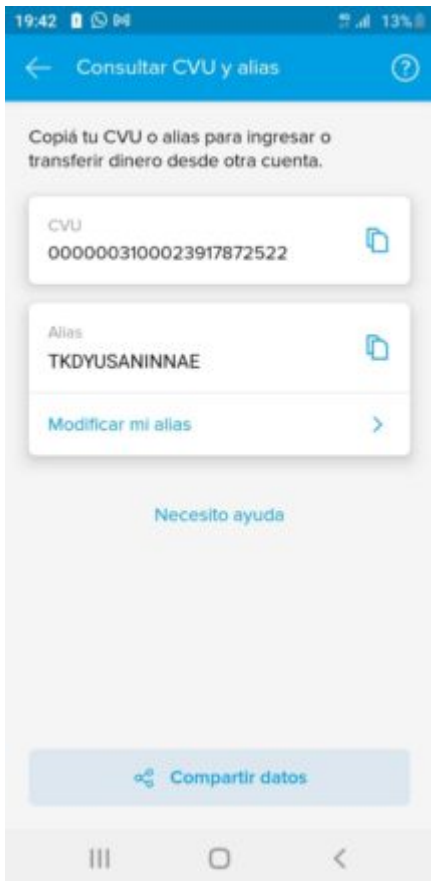 19:42 13%
Consultar CVU y alias
Copiá tu CVU o alias para ingresar o
transferir dinero desde otra cuenta.
CVU
0000003100023917872522
Alias
TKDYUSANINNAE
Modificar mi alias
Necesito ayuda
Compartir datos